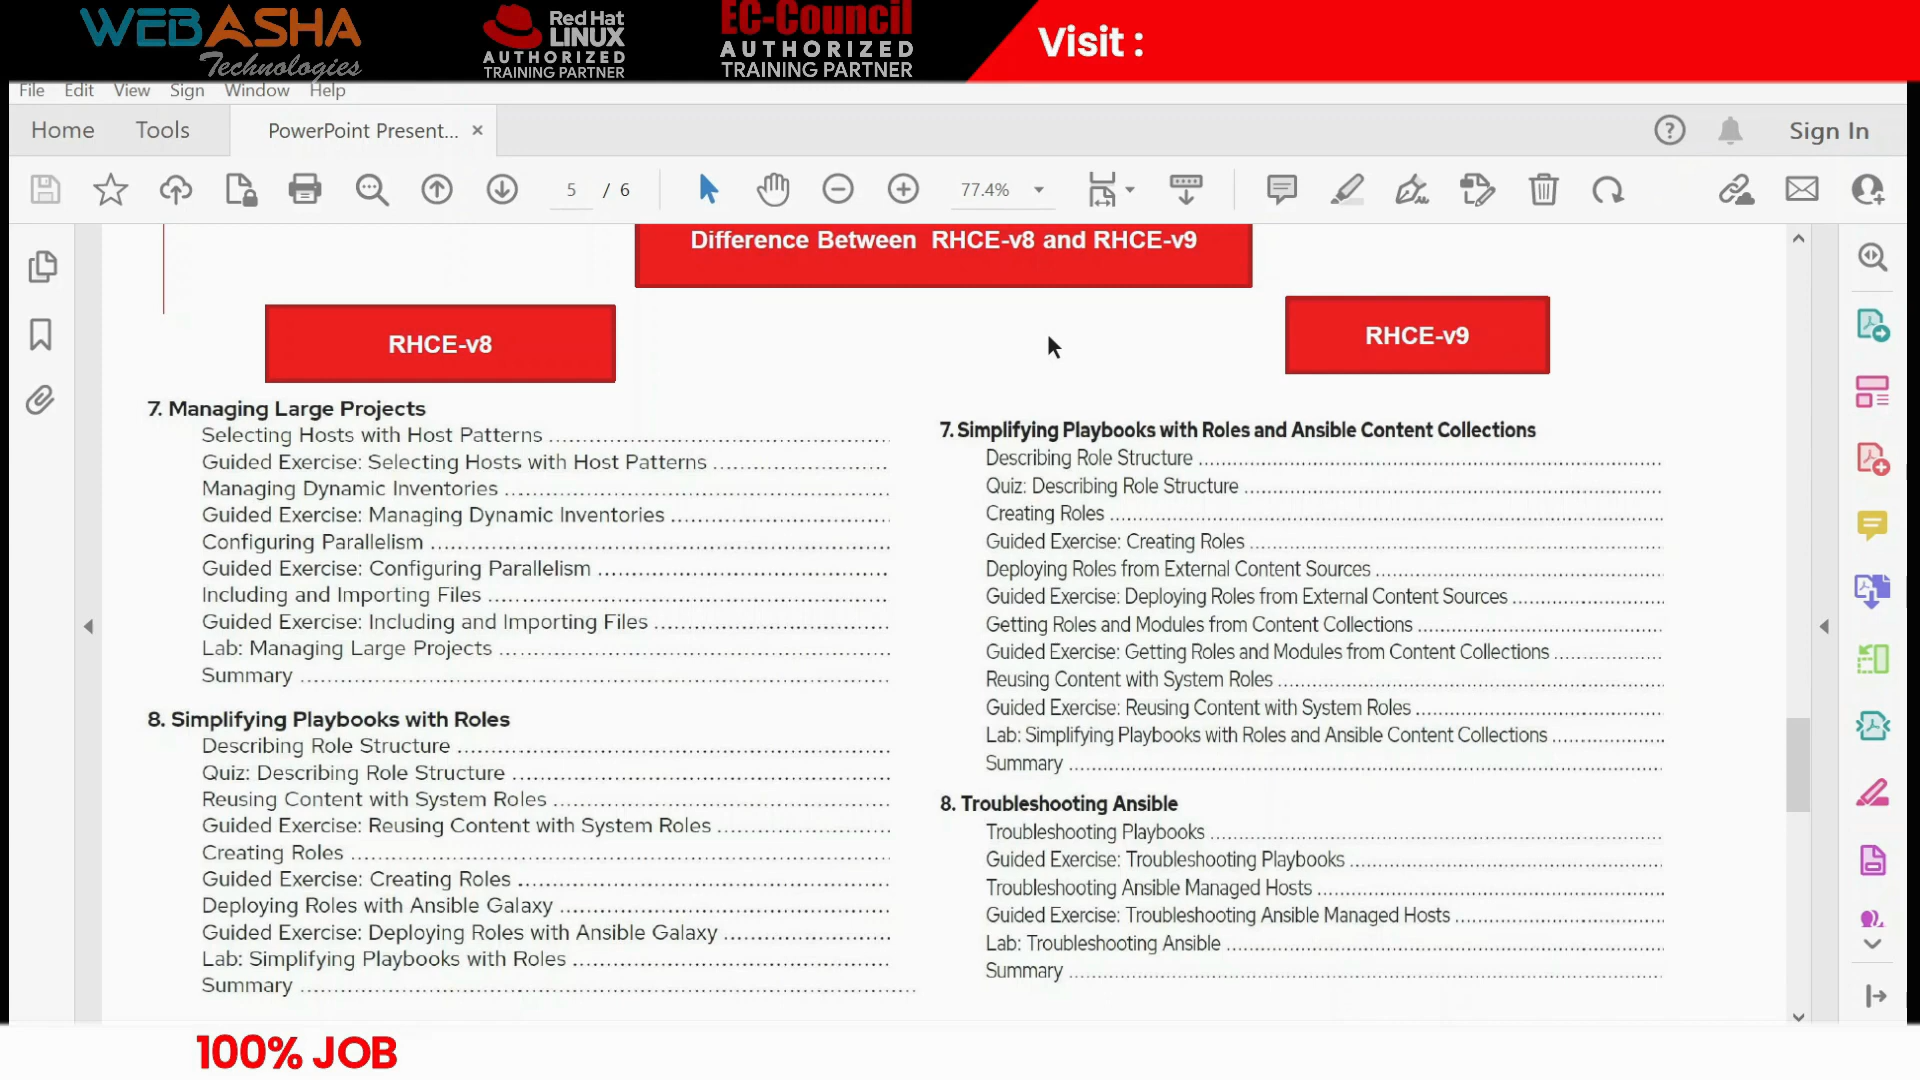 WEBASHA
Technologies
Red Hat
LINUX
AUTHORIZED
TRAINING PARTNER
EC-Council
AUTHORIZED
TRAINING PARTNER
Visit :
File Edit View Sign Window Help
Home Tools PowerPoint Present... × Sign In
5 / 6 77.4%
Difference Between RHCE-v8 and RHCE-v9
RHCE-v8
RHCE-v9
7. Managing Large Projects
Selecting Hosts with Host Patterns
Guided Exercise: Selecting Hosts with Host Patterns
Managing Dynamic Inventories
Guided Exercise: Managing Dynamic Inventories
Configuring Parallelism
Guided Exercise: Configuring Parallelism
Including and Importing Files
Guided Exercise: Including and Importing Files
Lab: Managing Large Projects
Summary
8. Simplifying Playbooks with Roles
Describing Role Structure
Quiz: Describing Role Structure
Reusing Content with System Roles
Guided Exercise: Reusing Content with System Roles
Creating Roles
Guided Exercise: Creating Roles
Deploying Roles with Ansible Galaxy
Guided Exercise: Deploying Roles with Ansible Galaxy
Lab: Simplifying Playbooks with Roles
Summary
7. Simplifying Playbooks with Roles and Ansible Content Collections
Describing Role Structure
Quiz: Describing Role Structure
Creating Roles
Guided Exercise: Creating Roles
Deploying Roles from External Content Sources
Guided Exercise: Deploying Roles from External Content Sources
Getting Roles and Modules from Content Collections
Guided Exercise: Getting Roles and Modules from Content Collections
Reusing Content with System Roles
Guided Exercise: Reusing Content with System Roles
Lab: Simplifying Playbooks with Roles and Ansible Content Collections
Summary
8. Troubleshooting Ansible
Troubleshooting Playbooks
Guided Exercise: Troubleshooting Playbooks
Troubleshooting Ansible Managed Hosts
Guided Exercise: Troubleshooting Ansible Managed Hosts
Lab: Troubleshooting Ansible
Summary
100% JOB